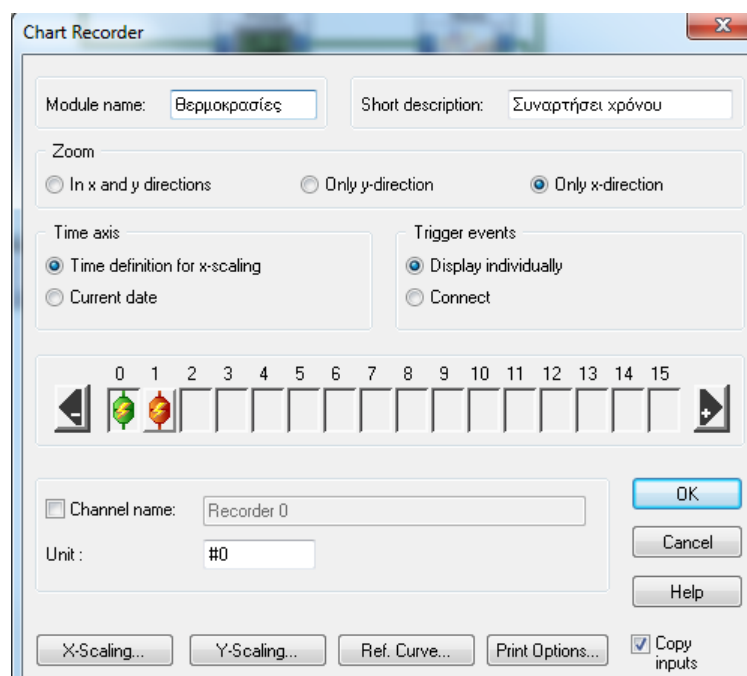 Chart Recorder
Module name: Θερμοκρασίες Short description: Συναρτήσει χρόνου
Zoom
In x and y directions Only y-direction Only x-direction
Time axis Trigger events
Time definition for x-scaling Display individually
Current date Connect
0 1 2 3 4 5 6 7 8 9 10 11 12 13 14 15
- +
Channel name: Recorder 0 OK
Unit : #0 Cancel
Help
X-Scaling... Y-Scaling... Ref. Curve... Print Options... Copy
inputs